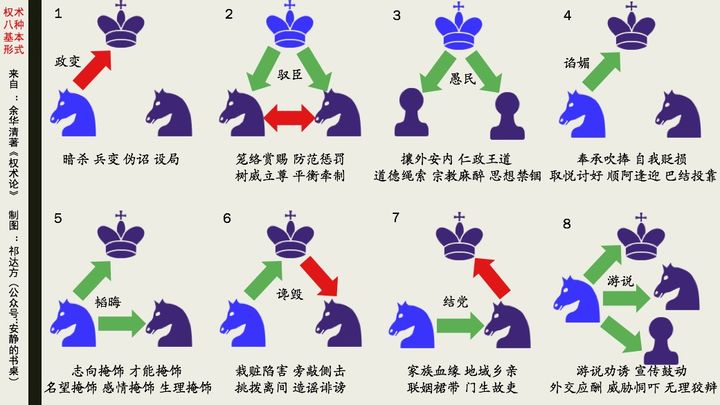 权术
八种
基本
形式
来自：余华清著《权术论》 制图：祁达方（公众号：安静的书桌）
1
政变
暗杀 兵变 伪诏 设局
2
驭臣
笼络赏赐 防范惩罚
树威立尊 平衡牵制
3
愚民
攘外安内 仁政王道
道德绳索 宗教麻醉 思想禁锢
4
谄媚
奉承吹捧 自我贬损
取悦讨好 顺阿逢迎 巴结投靠
5
韬晦
志向掩饰 才能掩饰
名望掩饰 感情掩饰 生理掩饰
6
谗毁
栽赃陷害 旁敲侧击
挑拨离间 造谣诽谤
7
结党
家族血缘 地域乡亲
联姻裙带 门生故吏
8
游说
游说劝诱 宣传鼓动
外交应酬 威胁恫吓 无理狡辩